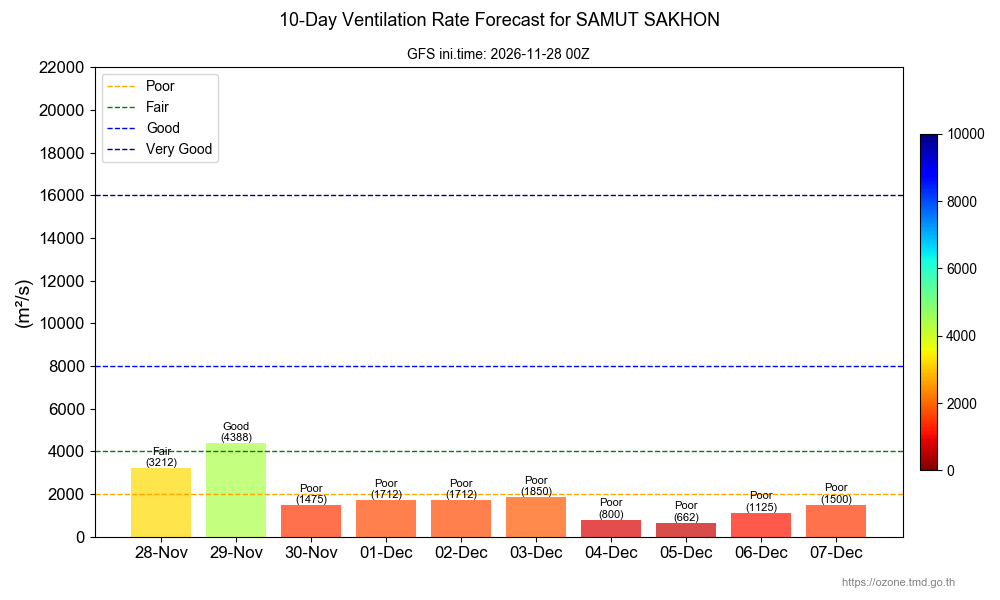 10-Day Ventilation Rate Forecast for SAMUT SAKHON
GFS ini.time: 2026-11-28 00Z
(m²/s)
22000
20000
18000
16000
14000
12000
10000
8000
6000
4000
2000
0
Poor
Fair
Good
Very Good
Fair
(3212)
Good
(4388)
Poor
(1475)
Poor
(1712)
Poor
(1712)
Poor
(1850)
Poor
(800)
Poor
(662)
Poor
(1125)
Poor
(1500)
28-Nov 29-Nov 30-Nov 01-Dec 02-Dec 03-Dec 04-Dec 05-Dec 06-Dec 07-Dec
10000
8000
6000
4000
2000
0
https://ozone.tmd.go.th